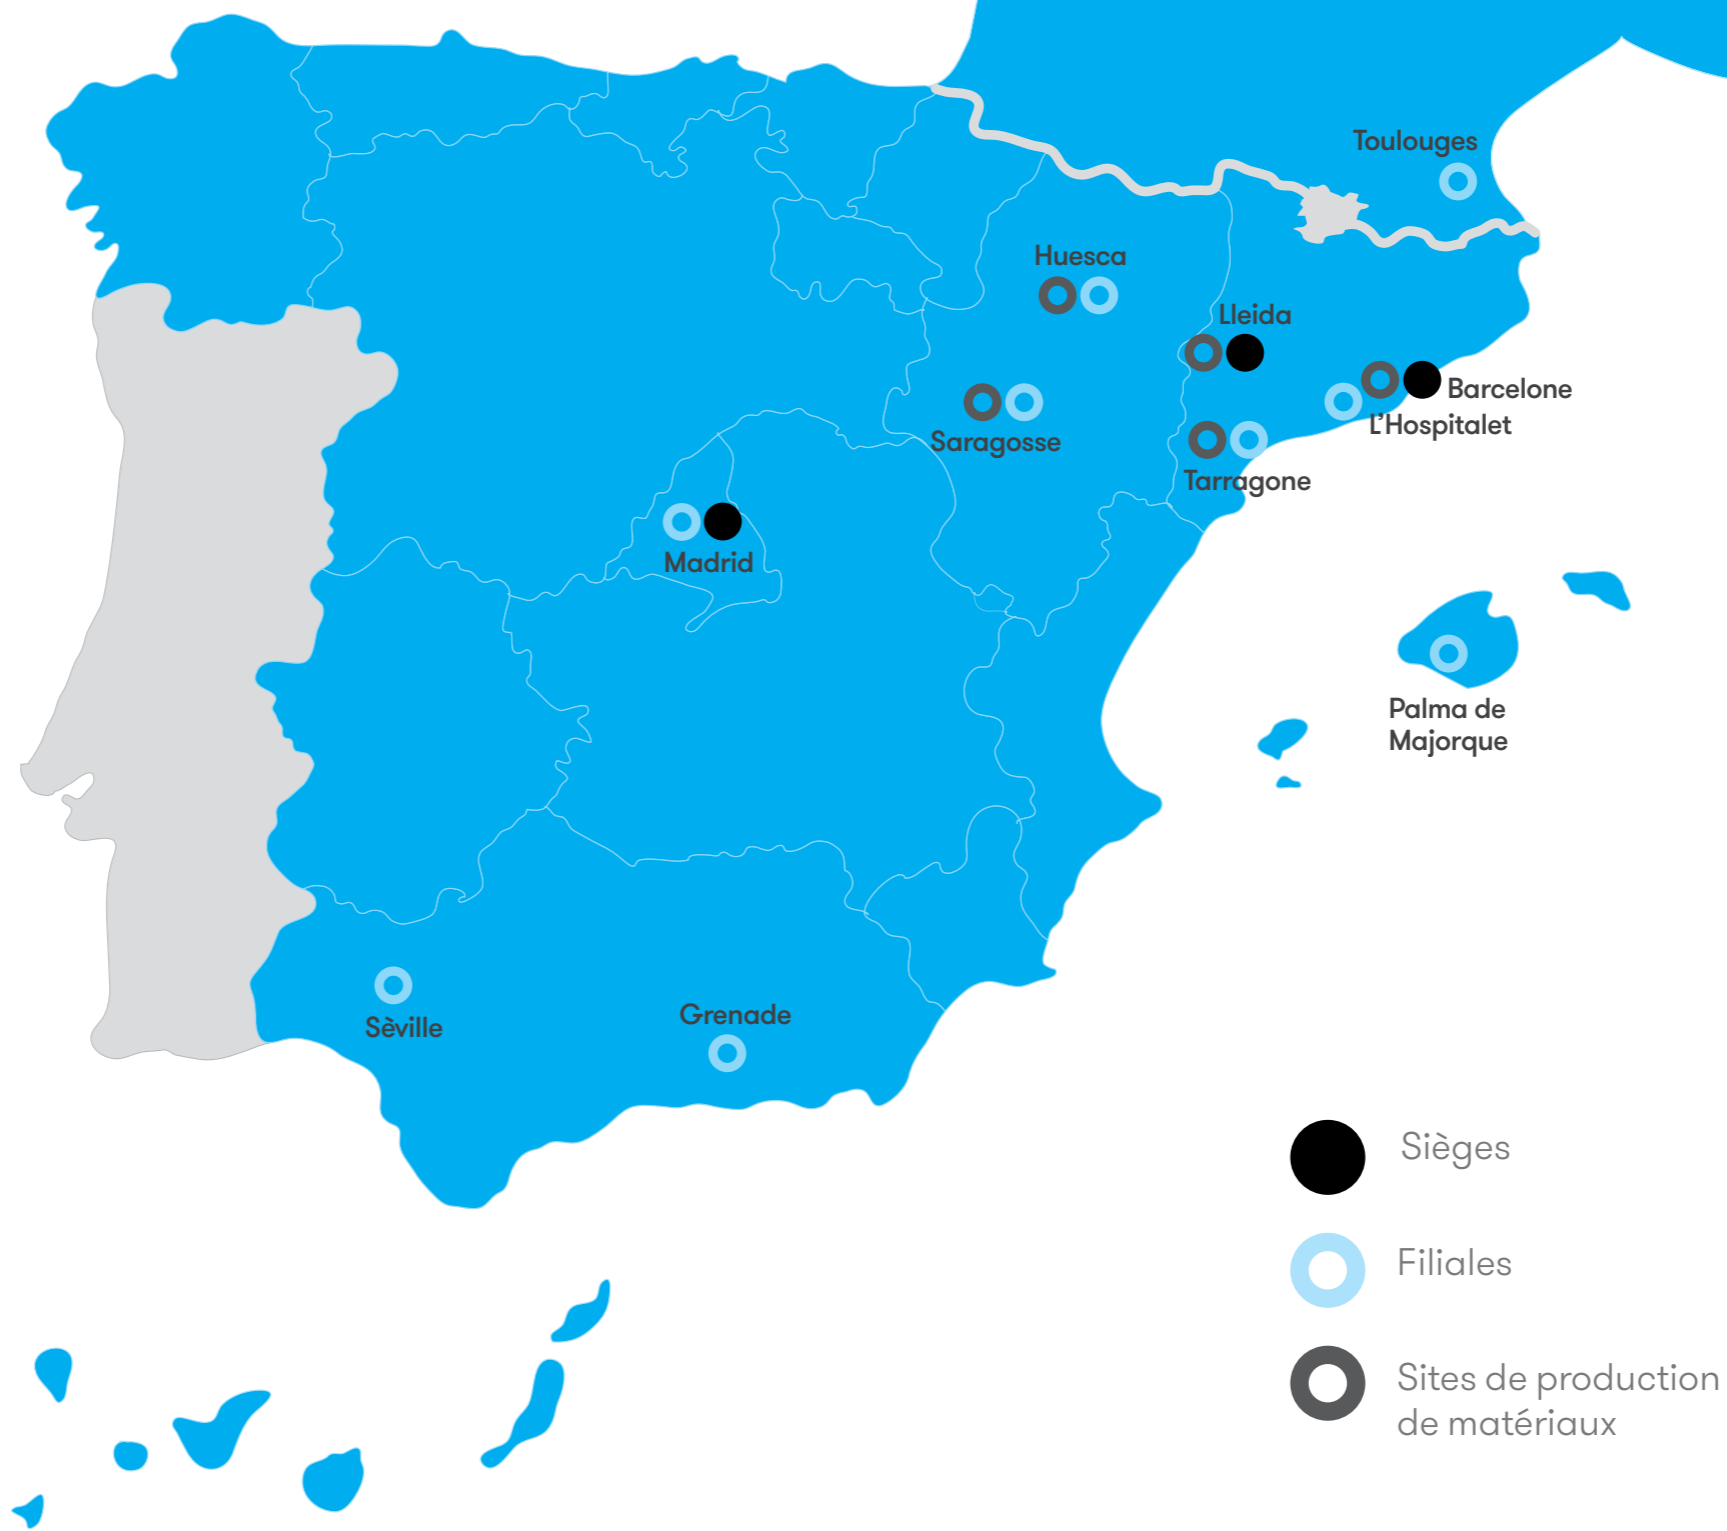 Toulouges
Huesca
Lleida
Barcelone
L'Hospitalet
Saragosse
Tarragone
Madrid
Palma de
Majorque
Sèville
Grenade
Sièges
Filiales
Sites de production
de matériaux